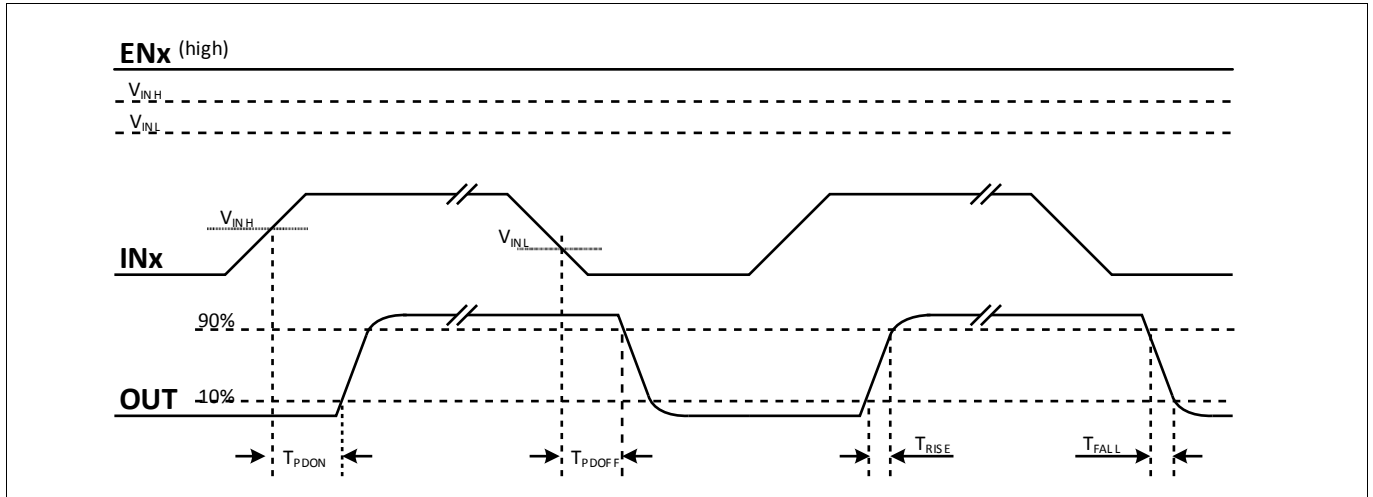 ENx (high)
VINH
VINL
VINH
VINL
INx
90%
OUT 10%
TPDON TPDOFF TRISE TFALL